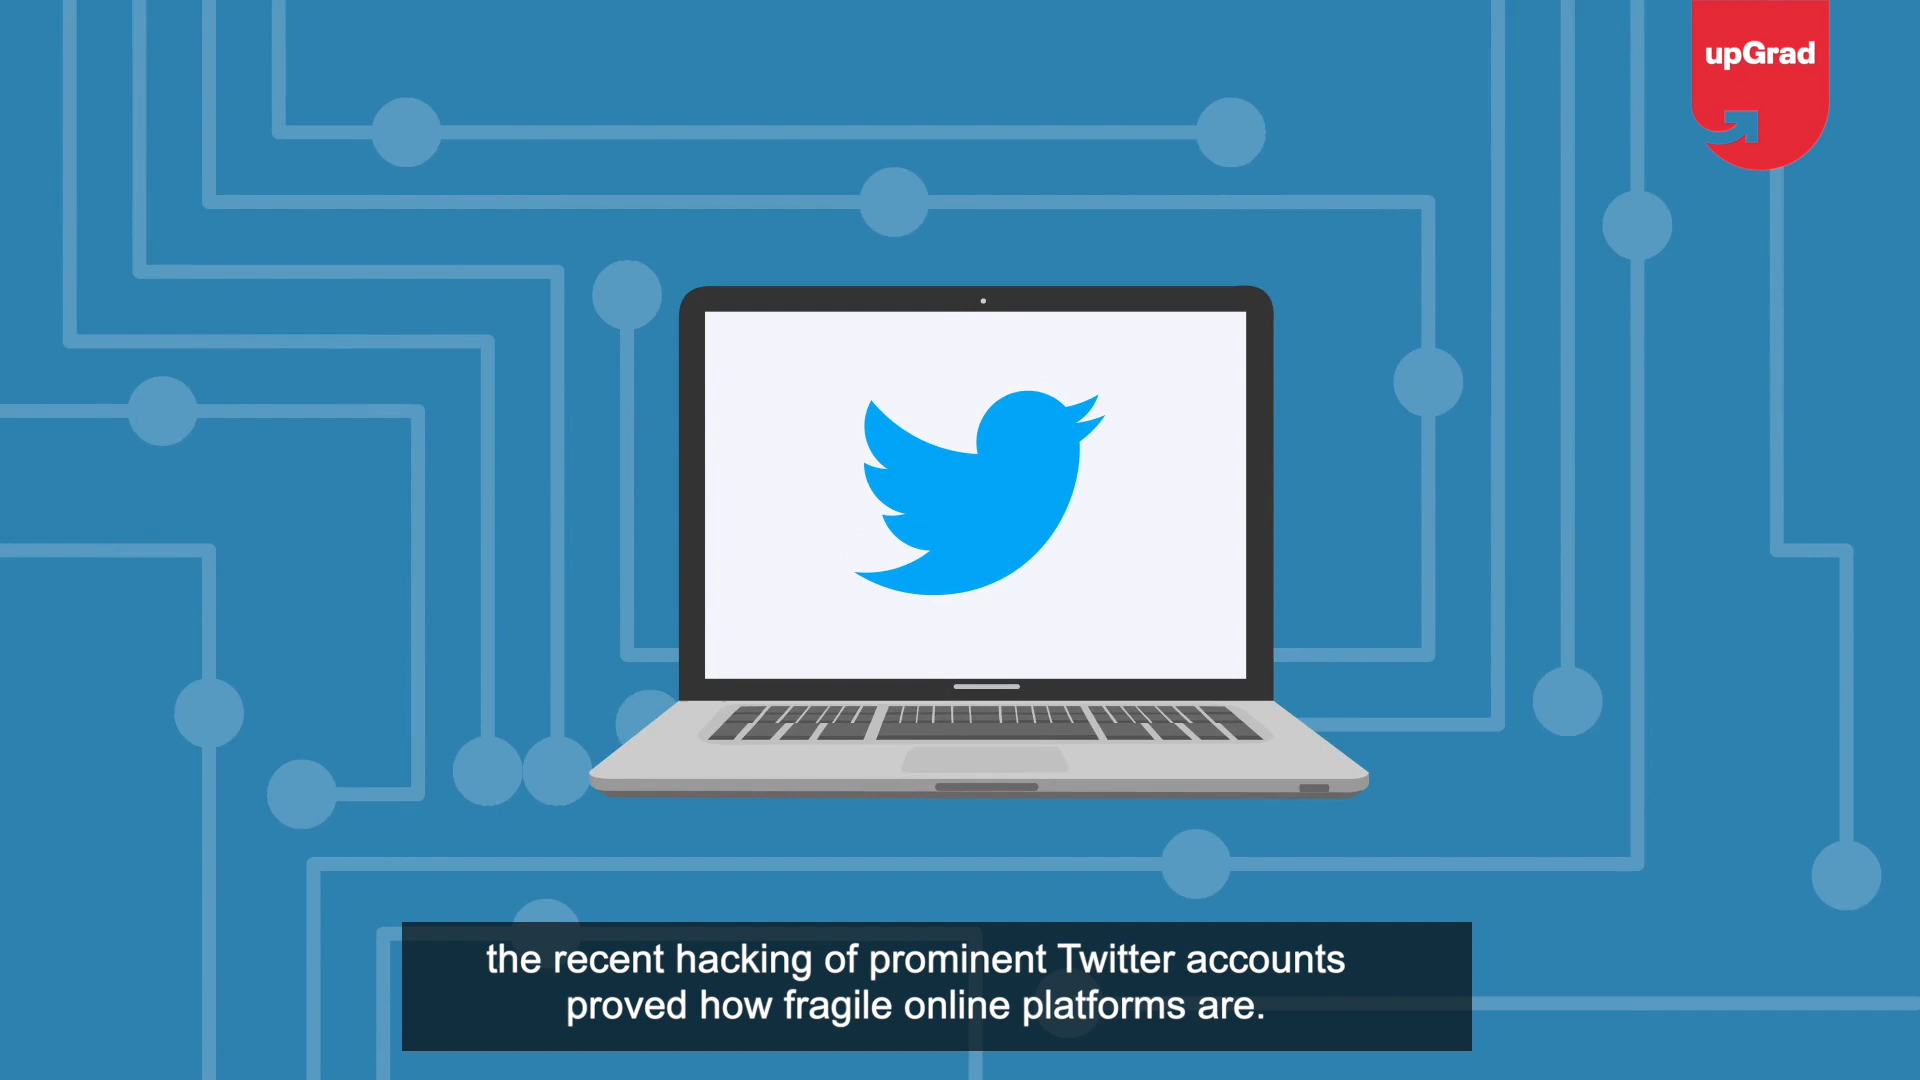 upGrad
the recent hacking of prominent Twitter accounts
proved how fragile online platforms are.